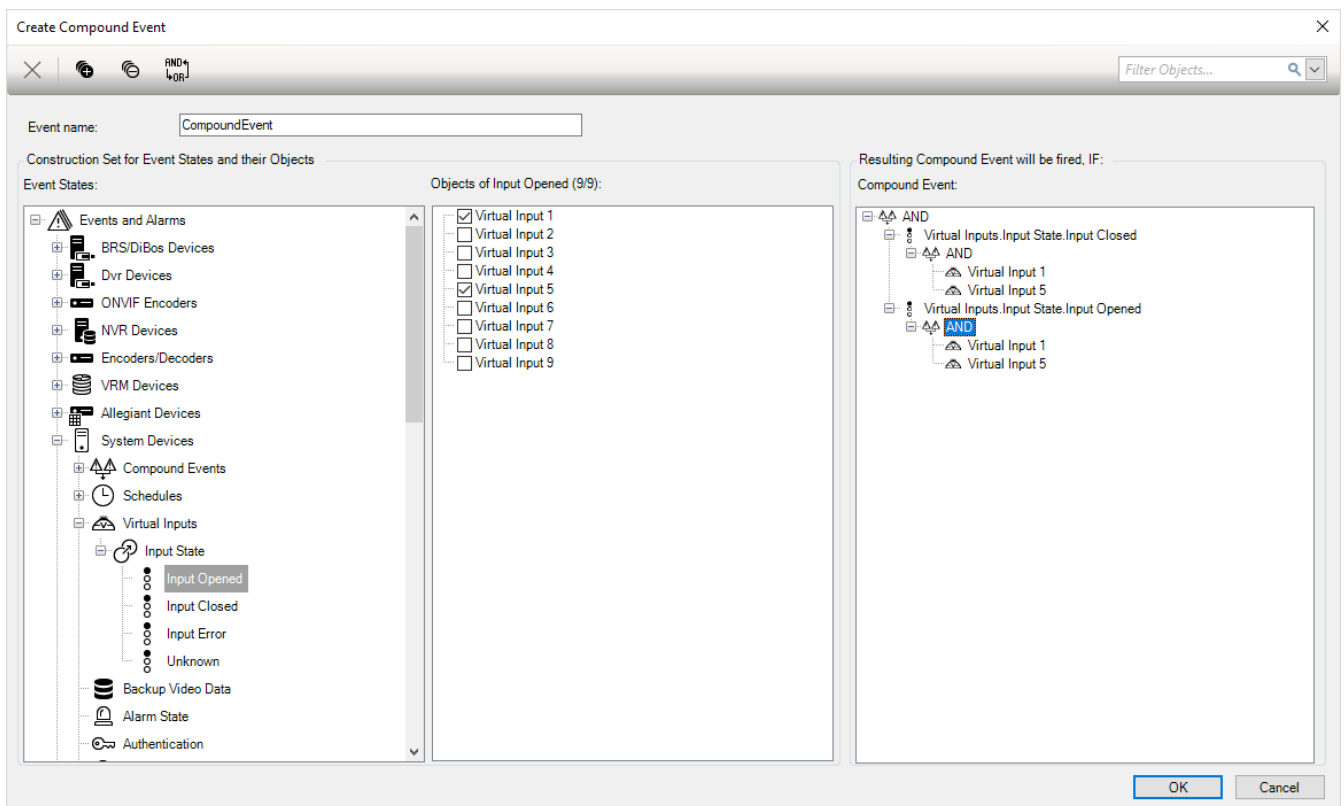 Create Compound Event
AND
OR
Filter Objects...
Event name:
CompoundEvent
Construction Set for Event States and their Objects
Event States:
Events and Alarms
BRS/DiBos Devices
Dvr Devices
ONVIF Encoders
NVR Devices
Encoders/Decoders
VRM Devices
Allegiant Devices
System Devices
Compound Events
Schedules
Virtual Inputs
Input State
Input Opened
Input Closed
Input Error
Unknown
Backup Video Data
Alarm State
Authentication
Objects of Input Opened (9/9):
Virtual Input 1
Virtual Input 2
Virtual Input 3
Virtual Input 4
Virtual Input 5
Virtual Input 6
Virtual Input 7
Virtual Input 8
Virtual Input 9
Resulting Compound Event will be fired, IF:
Compound Event:
AND
Virtual Inputs.Input State.Input Closed
AND
Virtual Input 1
Virtual Input 5
Virtual Inputs.Input State.Input Opened
AND
Virtual Input 1
Virtual Input 5
OK
Cancel